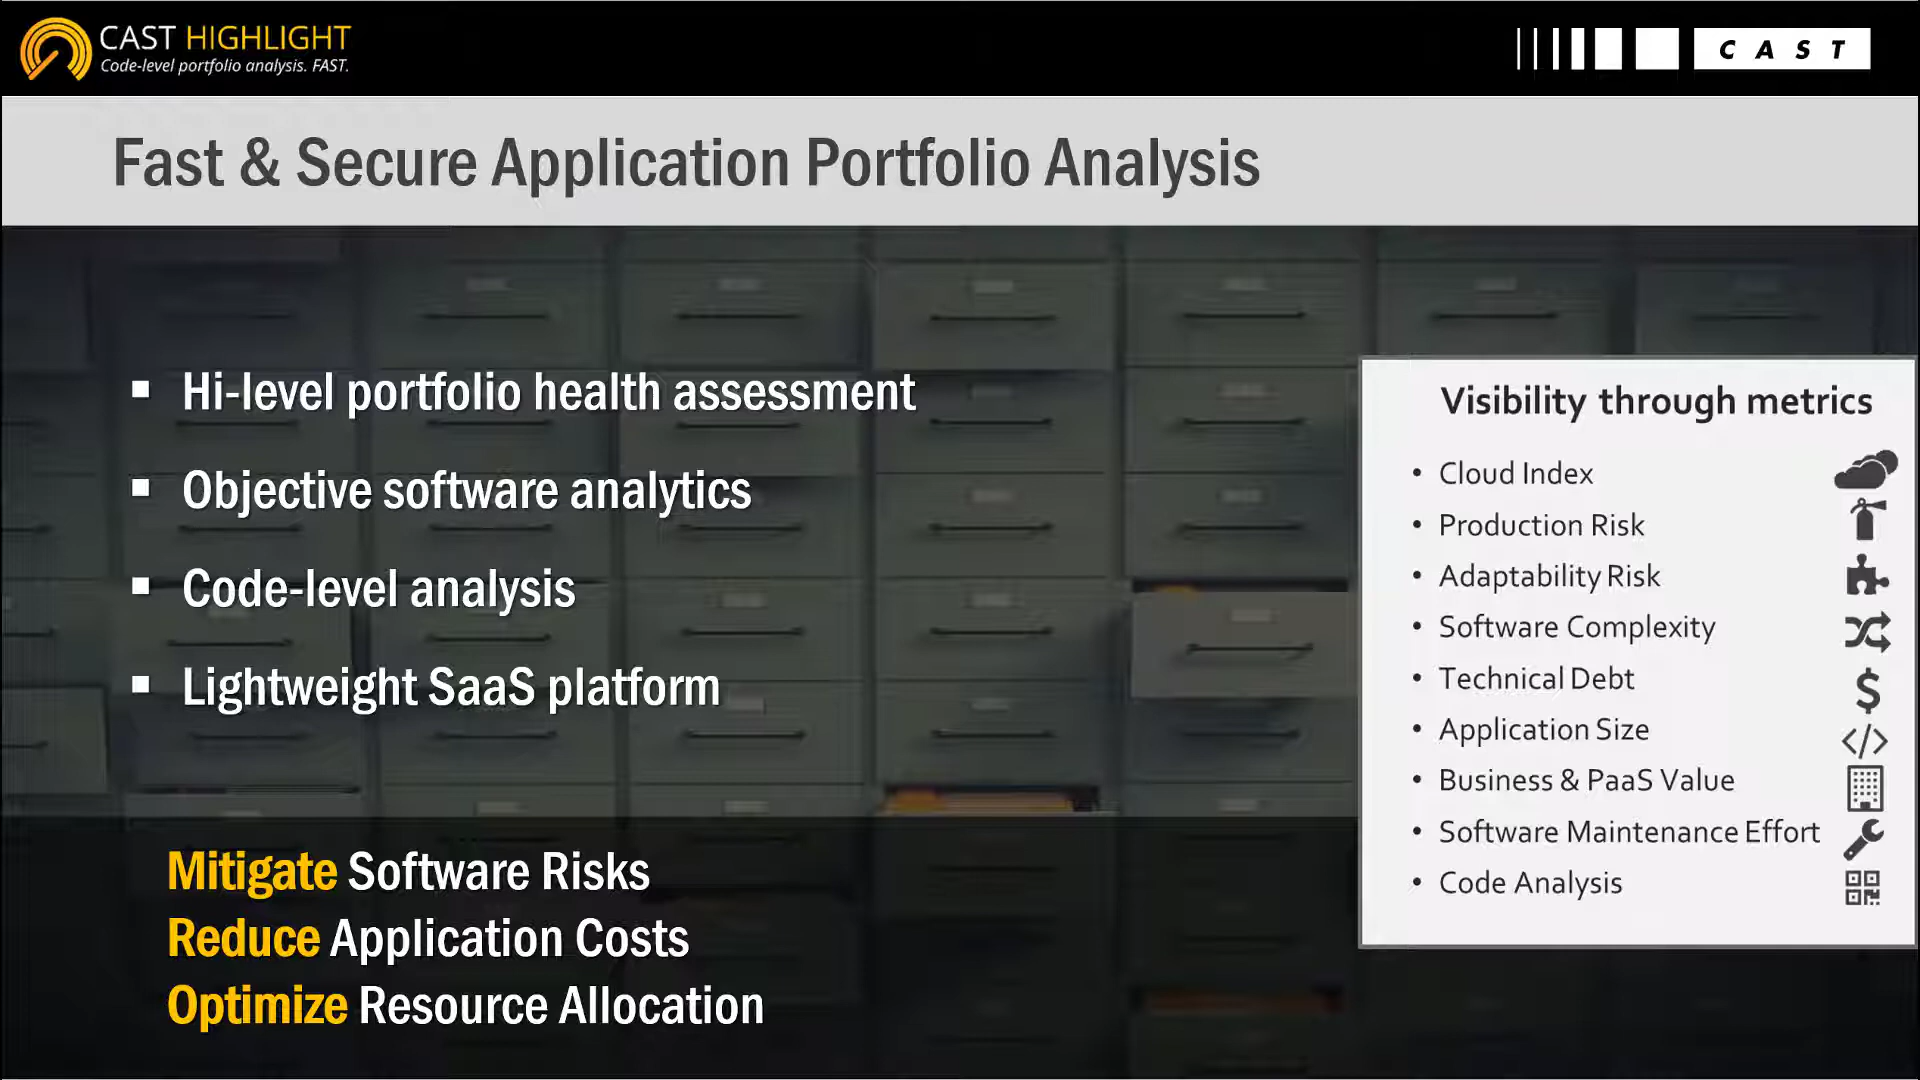 CAST HIGHLIGHT
Code-level portfolio analysis. FAST.
CAST
Fast & Secure Application Portfolio Analysis
▪ Hi-level portfolio health assessment
▪ Objective software analytics
▪ Code-level analysis
▪ Lightweight SaaS platform
Mitigate Software Risks
Reduce Application Costs
Optimize Resource Allocation
Visibility through metrics
• Cloud Index
• Production Risk
• Adaptability Risk
• Software Complexity
• Technical Debt
• Application Size
• Business & PaaS Value
• Software Maintenance Effort
• Code Analysis